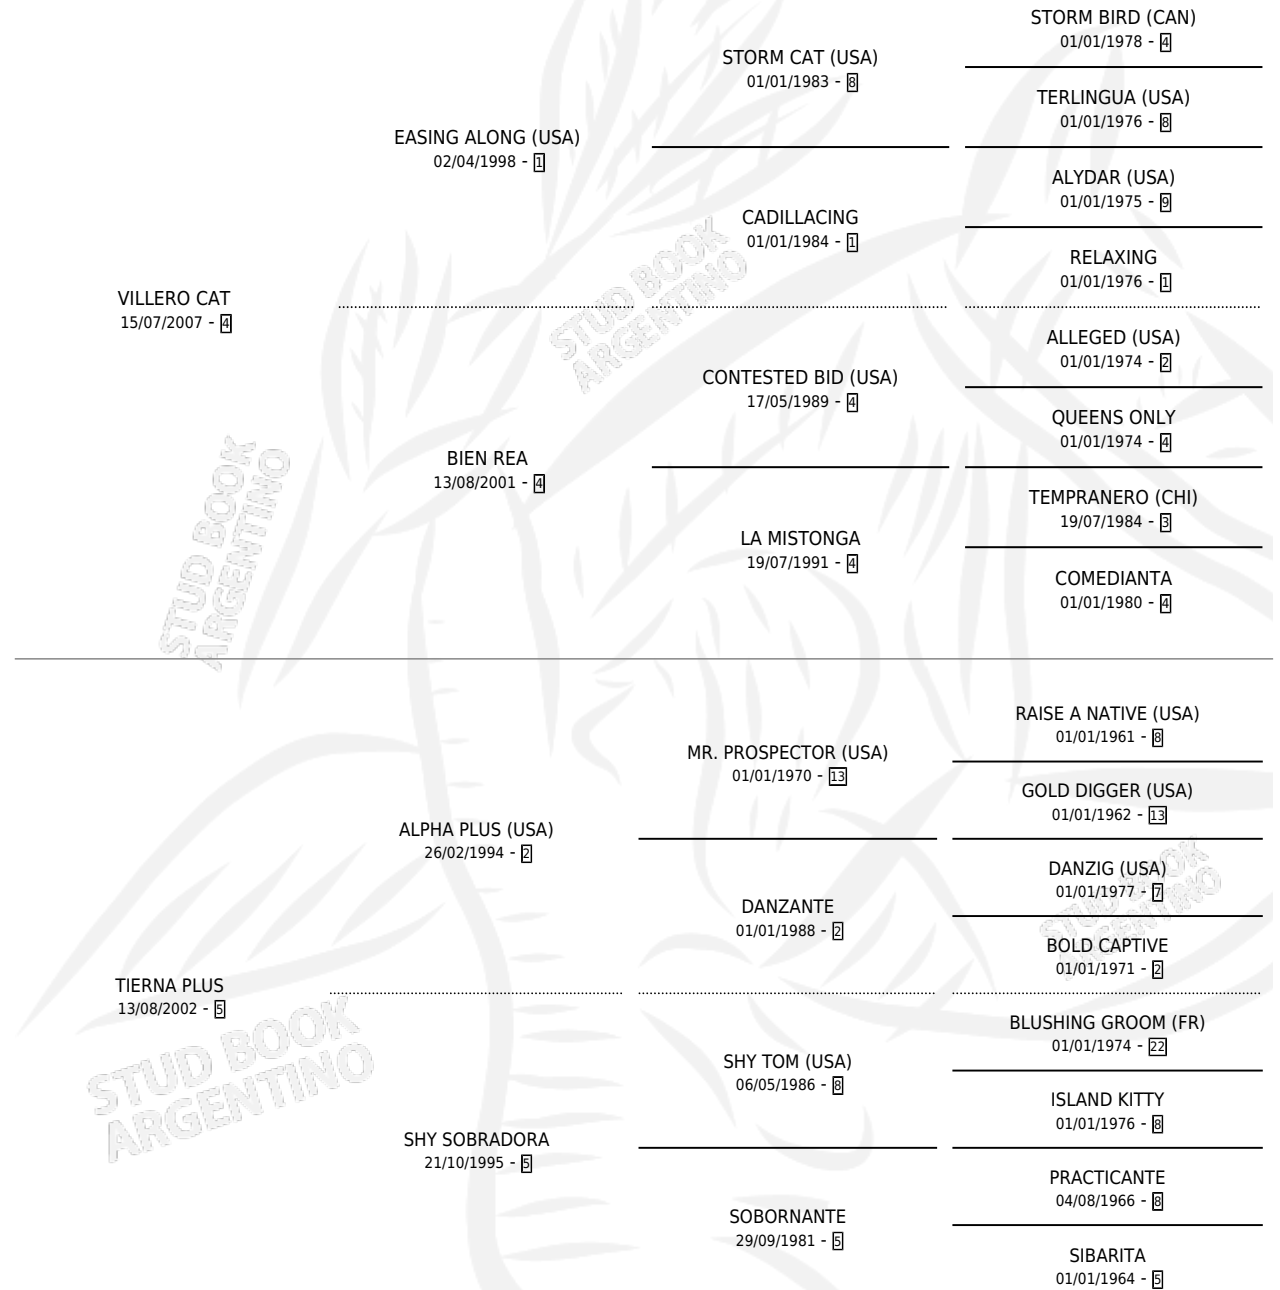 STORM BIRD (CAN)
01/01/1978 - 4
STORM CAT (USA)
01/01/1983 - 8
TERLINGUA (USA)
01/01/1976 - 8
EASING ALONG (USA)
02/04/1998 - 1
ALYDAR (USA)
01/01/1975 - 9
CADILLACING
01/01/1984 - 1
RELAXING
01/01/1976 - 1
VILLERO CAT
15/07/2007 - 4
ALLEGED (USA)
01/01/1974 - 2
CONTESTED BID (USA)
17/05/1989 - 4
QUEENS ONLY
01/01/1974 - 4
BIEN REA
13/08/2001 - 4
TEMPRANERO (CHI)
19/07/1984 - 3
LA MISTONGA
19/07/1991 - 4
COMEDIANTA
01/01/1980 - 4
RAISE A NATIVE (USA)
01/01/1961 - 8
MR. PROSPECTOR (USA)
01/01/1970 - 13
GOLD DIGGER (USA)
01/01/1962 - 13
ALPHA PLUS (USA)
26/02/1994 - 2
DANZIG (USA)
01/01/1977 - 7
DANZANTE
01/01/1988 - 2
BOLD CAPTIVE
01/01/1971 - 2
TIERNA PLUS
13/08/2002 - 5
BLUSHING GROOM (FR)
01/01/1974 - 22
SHY TOM (USA)
06/05/1986 - 8
ISLAND KITTY
01/01/1976 - 8
SHY SOBRADORA
21/10/1995 - 5
PRACTICANTE
04/08/1966 - 8
SOBORNANTE
29/09/1981 - 5
SIBARITA
01/01/1964 - 5
STUD BOOK
ARGENTINO
STUD BOOK
ARGENTINO
STUD BOOK
ARGENTINO
STUD BOOK
ARGENTINO